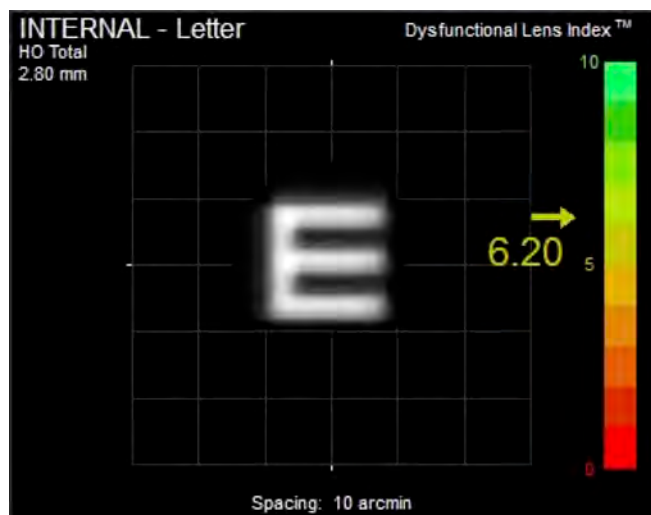 INTERNAL - Letter
Dysfunctional Lens Index ™
HO Total
2.80 mm
10
E
6.20
5
0
Spacing: 10 arcmin